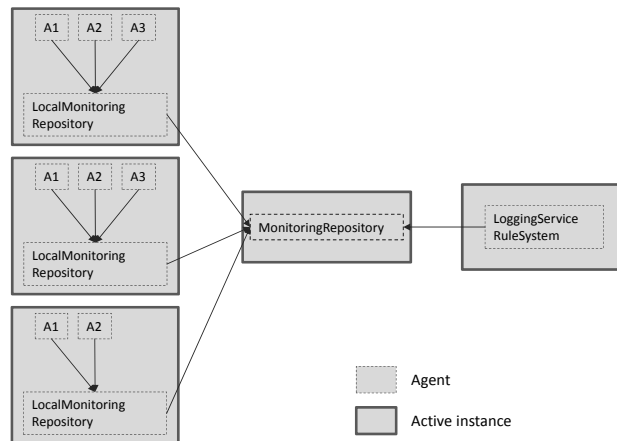 A1 A2 A3
LocalMonitoring
Repository
A1 A2 A3
LocalMonitoring
Repository
MonitoringRepository
LoggingService
RuleSystem
A1 A2
LocalMonitoring
Repository
Agent
Active instance